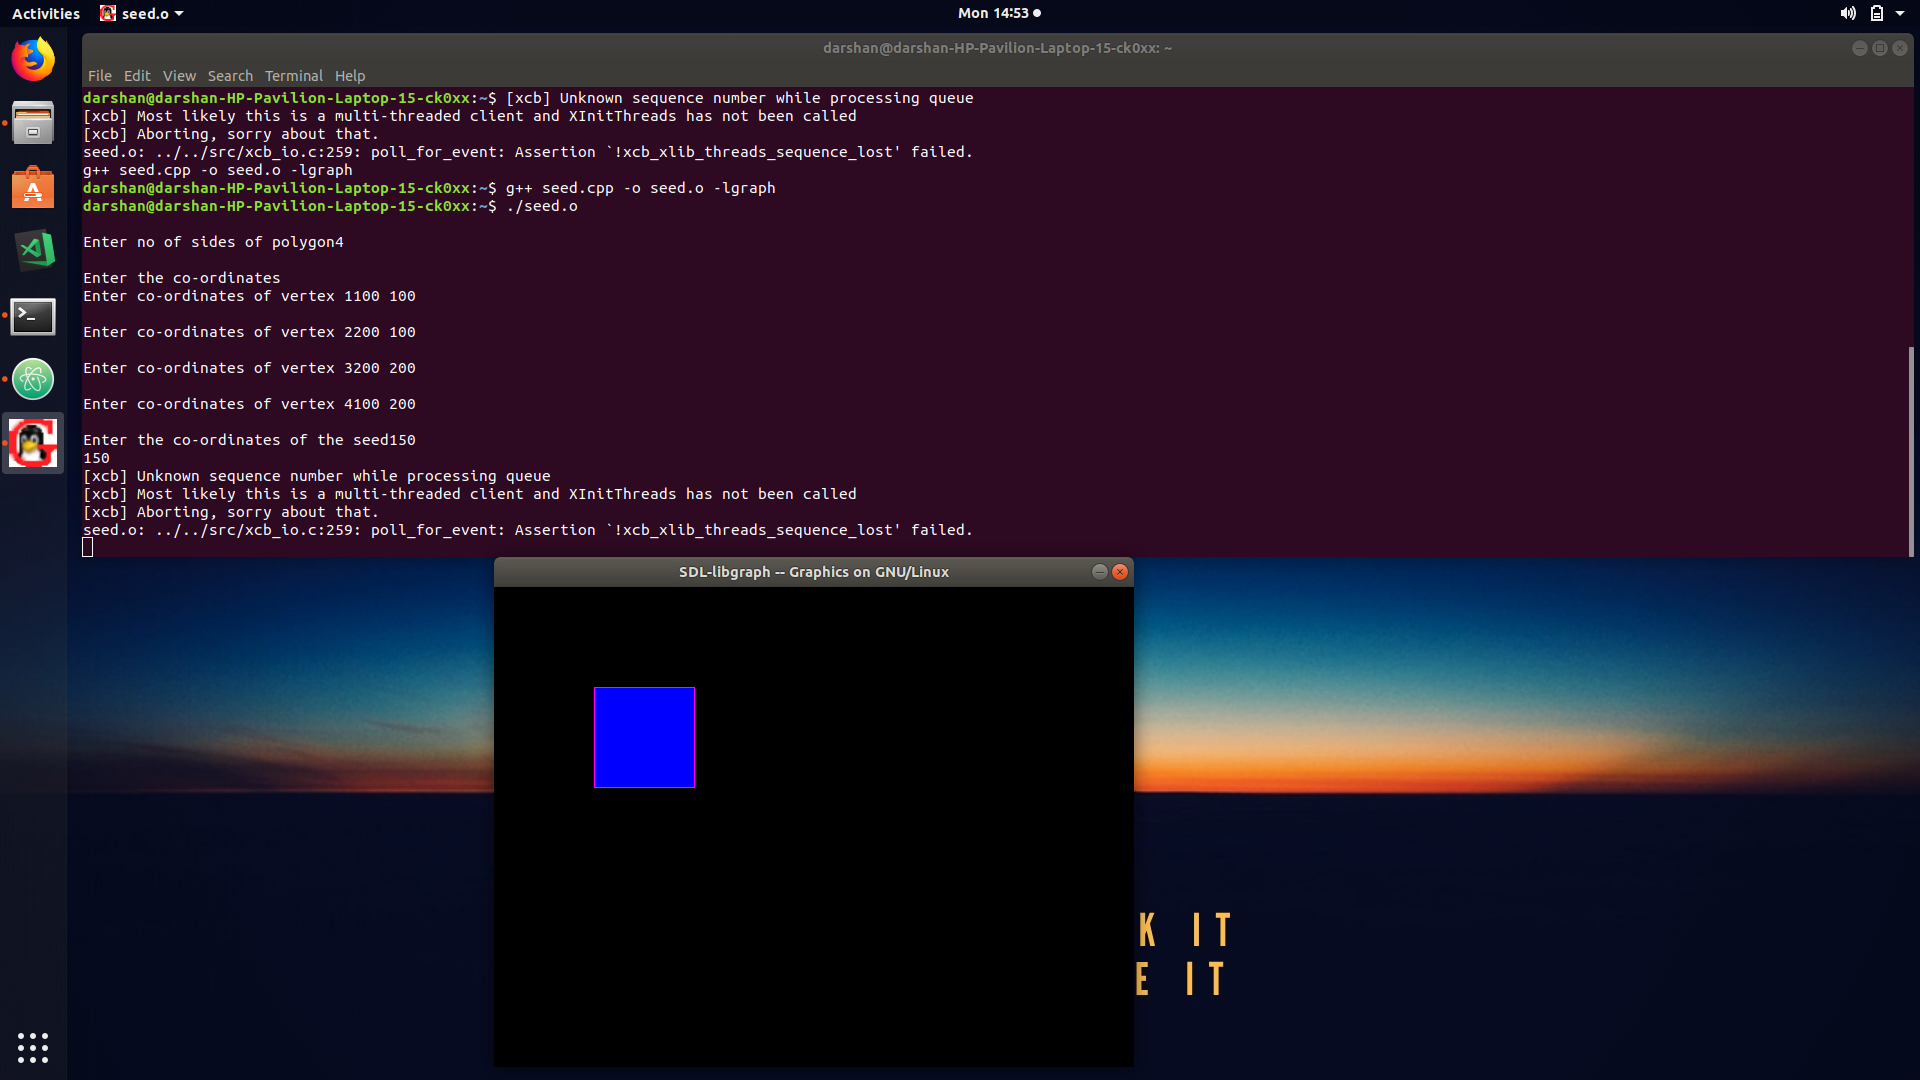 Activities
seed.o
Mon 14:53
darshan@darshan-HP-Pavilion-Laptop-15-ck0xx: ~
File Edit View Search Terminal Help
darshan@darshan-HP-Pavilion-Laptop-15-ck0xx:~$ [xcb] Unknown sequence number while processing queue
[xcb] Most likely this is a multi-threaded client and XInitThreads has not been called
[xcb] Aborting, sorry about that.
seed.o: ../../src/xcb_io.c:259: poll_for_event: Assertion `!xcb_xlib_threads_sequence_lost' failed.
g++ seed.cpp -o seed.o -lgraph
darshan@darshan-HP-Pavilion-Laptop-15-ck0xx:~$ g++ seed.cpp -o seed.o -lgraph
darshan@darshan-HP-Pavilion-Laptop-15-ck0xx:~$ ./seed.o
Enter no of sides of polygon4
Enter the co-ordinates
Enter co-ordinates of vertex 1100 100
Enter co-ordinates of vertex 2200 100
Enter co-ordinates of vertex 3200 200
Enter co-ordinates of vertex 4100 200
Enter the co-ordinates of the seed150
150
[xcb] Unknown sequence number while processing queue
[xcb] Most likely this is a multi-threaded client and XInitThreads has not been called
[xcb] Aborting, sorry about that.
seed.o: ../../src/xcb_io.c:259: poll_for_event: Assertion `!xcb_xlib_threads_sequence_lost' failed.
SDL-libgraph -- Graphics on GNU/Linux
K IT
E IT